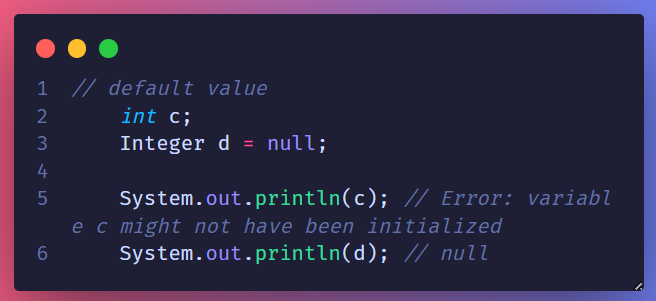 1 // default value
2 int c;
3 Integer d = null;
4
5 System.out.println(c); // Error: variabl
e c might not have been initialized
6 System.out.println(d); // null